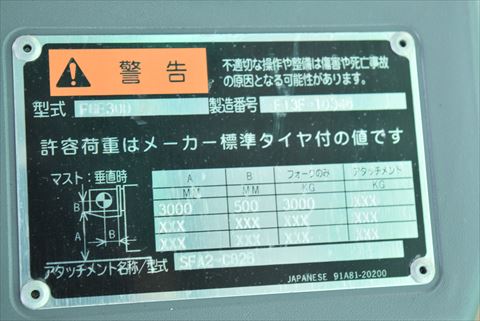 警告
不適切な操作や整備は傷害や死亡事故
の原因となる可能性があります。
型式
製造番号
許容荷重はメーカー標準タイヤ付の値です
マスト：垂直時
A B フォークのみ アタッチメント
MM MM KG KG
3000 500 3000 XXX
XXX XXX XXX XXX
XXX XXX XXX XXX
B
A
B
アタッチメント名称/型式
JAPANESE 91A81-20200